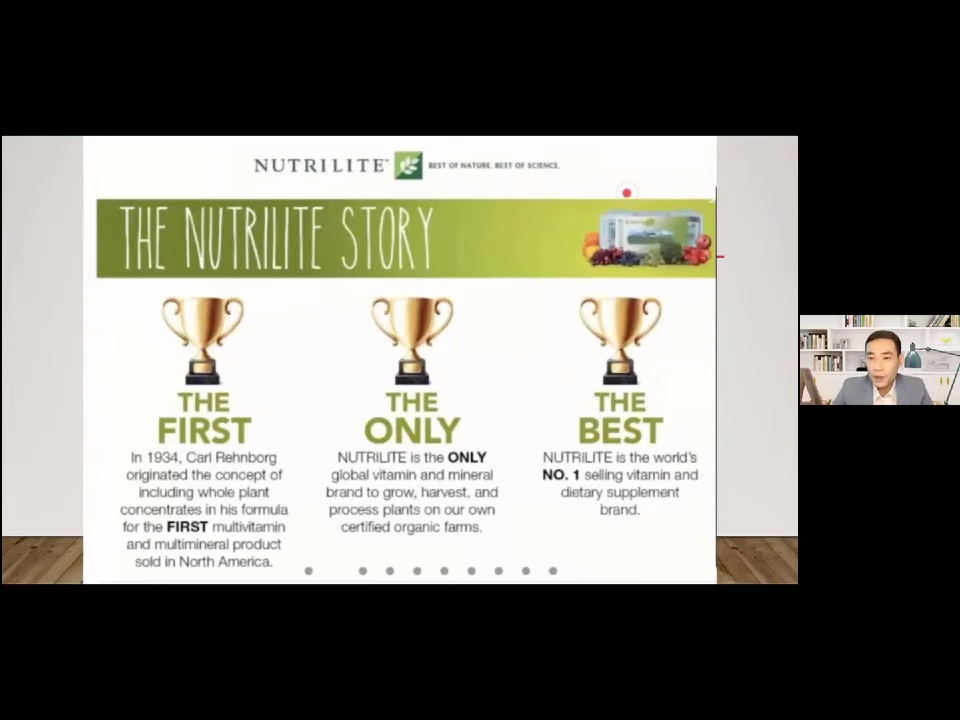 NUTRILITE™ BEST OF NATURE. BEST OF SCIENCE.
THE NUTRILITE STORY
THE
FIRST
In 1934, Carl Rehnborg
originated the concept of
including whole plant
concentrates in his formula
for the FIRST multivitamin
and multimineral product
sold in North America.
THE
ONLY
NUTRILITE is the ONLY
global vitamin and mineral
brand to grow, harvest, and
process plants on our own
certified organic farms.
THE
BEST
NUTRILITE is the world's
NO. 1 selling vitamin and
dietary supplement
brand.